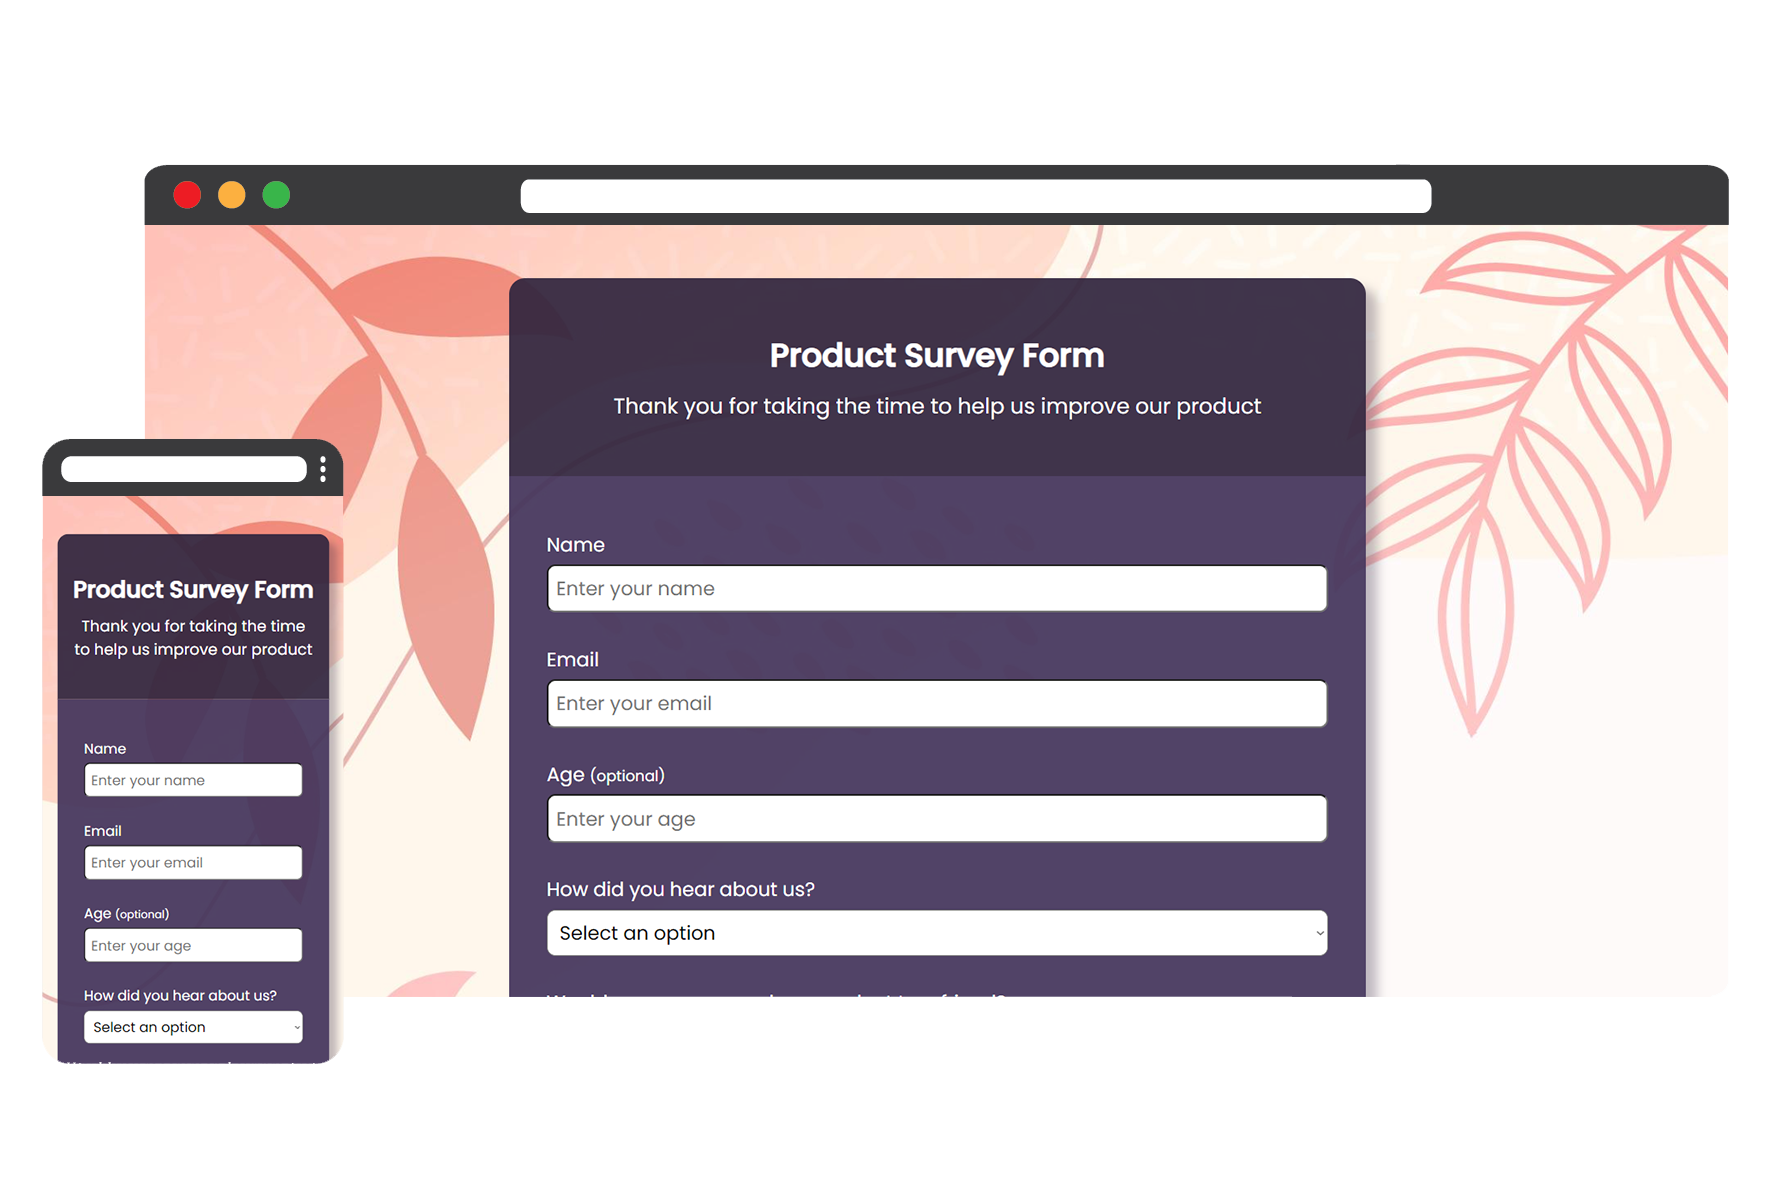 Product Survey Form
Thank you for taking the time to help us improve our product
Name
Enter your name
Email
Enter your email
Age (optional)
Enter your age
How did you hear about us?
Select an option
Product Survey Form
Thank you for taking the time
to help us improve our product
Name
Enter your name
Email
Enter your email
Age (optional)
Enter your age
How did you hear about us?
Select an option